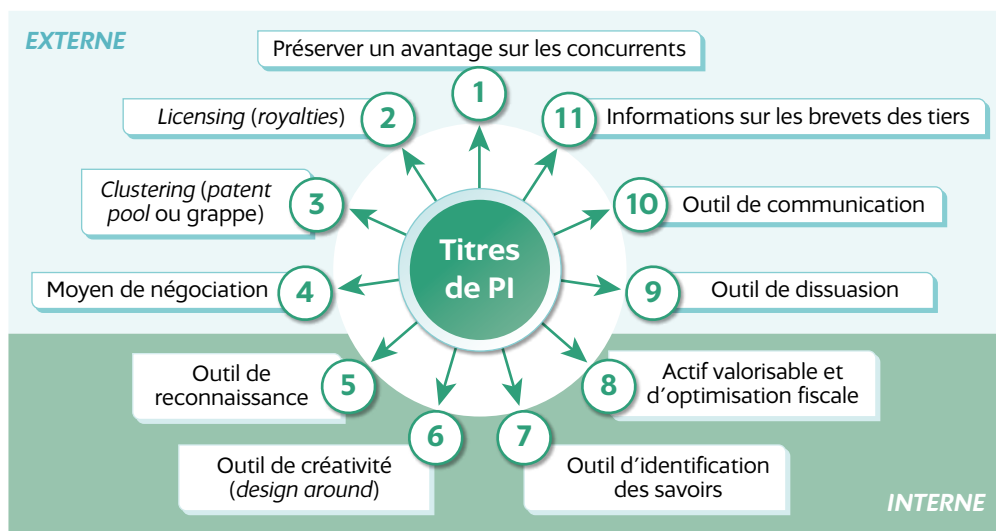 EXTERNE
Préserver un avantage sur les concurrents
1
Licensing (royalties)
2
11
Informations sur les brevets des tiers
Clustering (patent
pool ou grappe)
3
10
Outil de communication
Titres
de PI
Moyen de négociation
4
9
Outil de dissuasion
Outil de
reconnaissance
5
8
Actif valorisable et
d'optimisation fiscale
6
7
Outil de créativité
(design around)
Outil d'identification
des savoirs
INTERNE